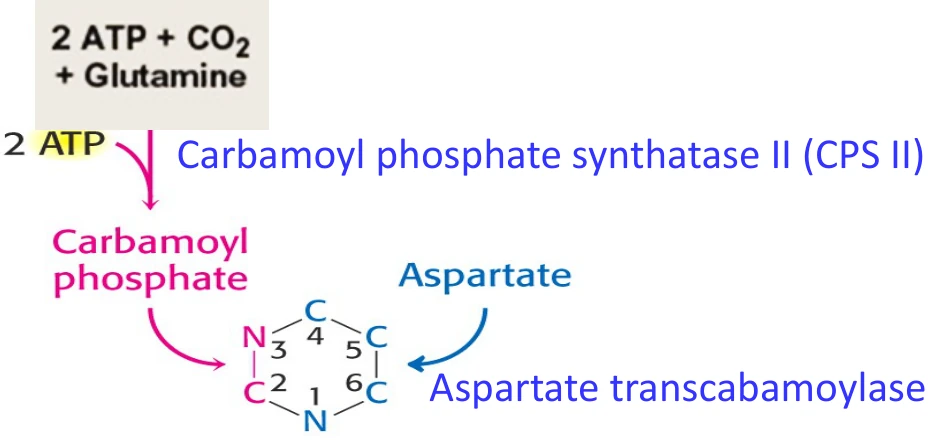 2 ATP + CO2
+ Glutamine
2 ATP
Carbamoyl phosphate synthatase II (CPS II)
Carbamoyl
phosphate
Aspartate
C
N
3
4
5
C
C
2
1
6
C
N
Aspartate transcabamoylase